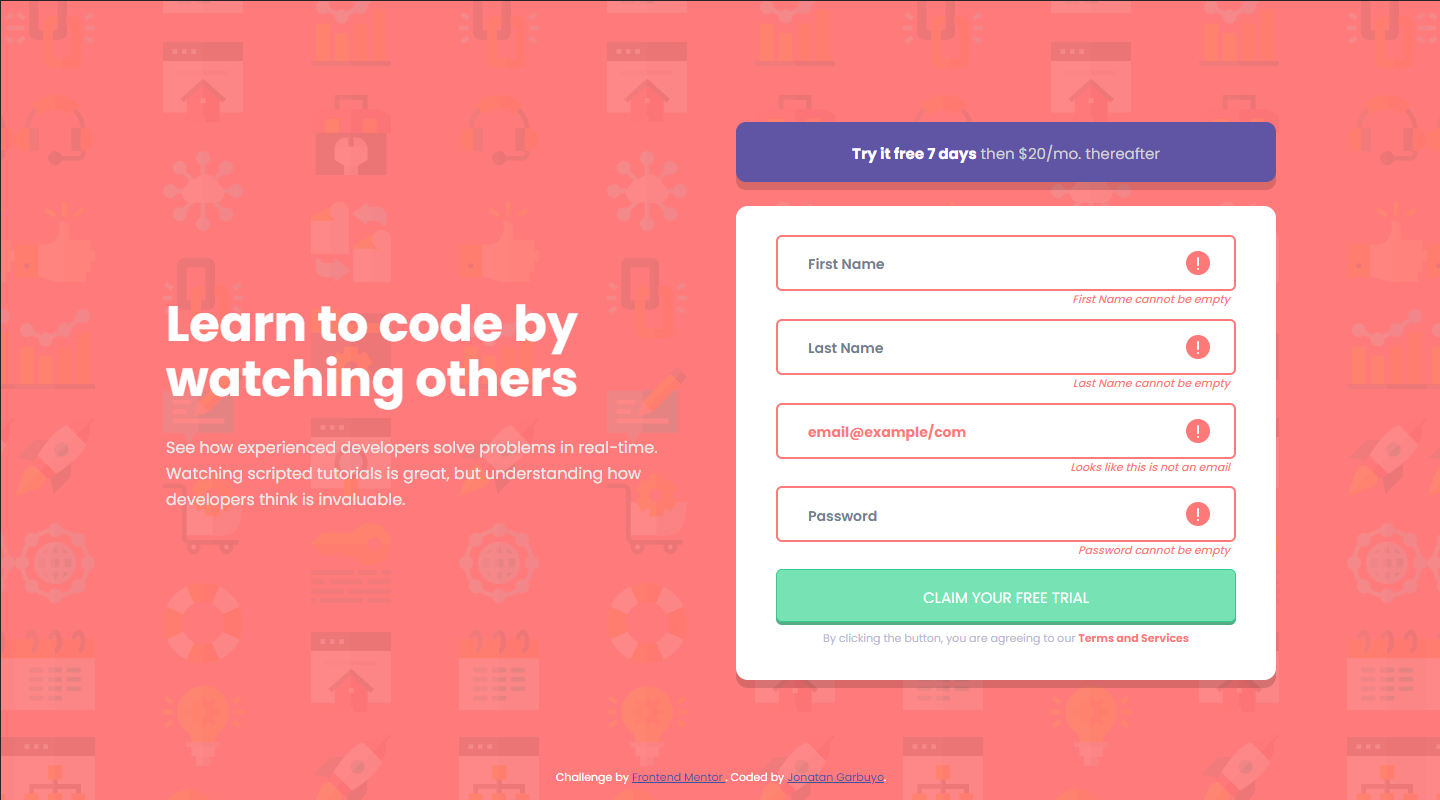 Learn to code by
watching others
See how experienced developers solve problems in real-time.
Watching scripted tutorials is great, but understanding how
developers think is invaluable.
Try it free 7 days then $20/mo. thereafter
First Name
First Name cannot be empty
Last Name
Last Name cannot be empty
email@example/com
Looks like this is not an email
Password
Password cannot be empty
CLAIM YOUR FREE TRIAL
By clicking the button, you are agreeing to our Terms and Services
Challenge by Frontend Mentor . Coded by Jonatan Garbuyo.